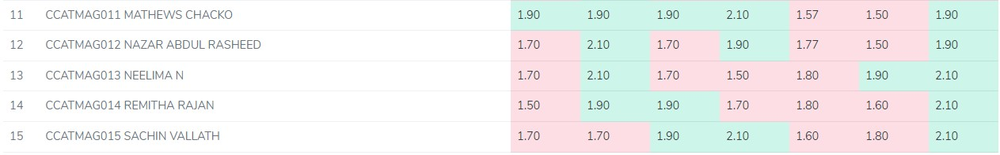 11 CCATMAG011 MATHEWS CHACKO 1.90 1.90 1.90 2.10 1.57 1.50 1.90
12 CCATMAG012 NAZAR ABDUL RASHEED 1.70 2.10 1.70 1.90 1.77 1.50 1.90
13 CCATMAG013 NEELIMA N 1.70 2.10 1.70 1.50 1.80 1.90 2.10
14 CCATMAG014 REMITHA RAJAN 1.50 1.90 1.90 1.70 1.80 1.60 2.10
15 CCATMAG015 SACHIN VALLATH 1.70 1.70 1.90 2.10 1.60 1.80 2.10